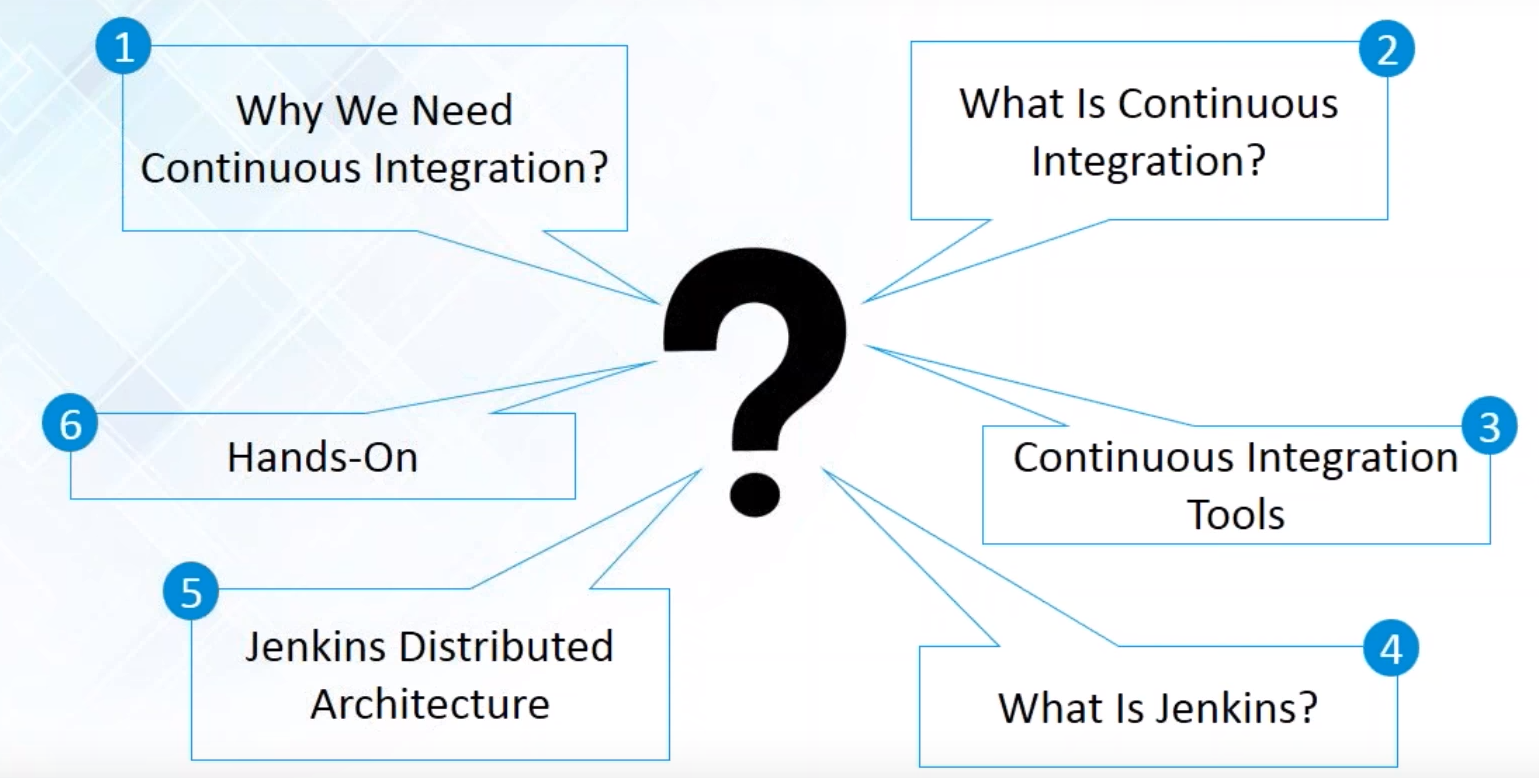 1
Why We Need
Continuous Integration?
2
What Is Continuous
Integration?
?
3
Continuous Integration
Tools
4
What Is Jenkins?
5
Jenkins Distributed
Architecture
6
Hands-On